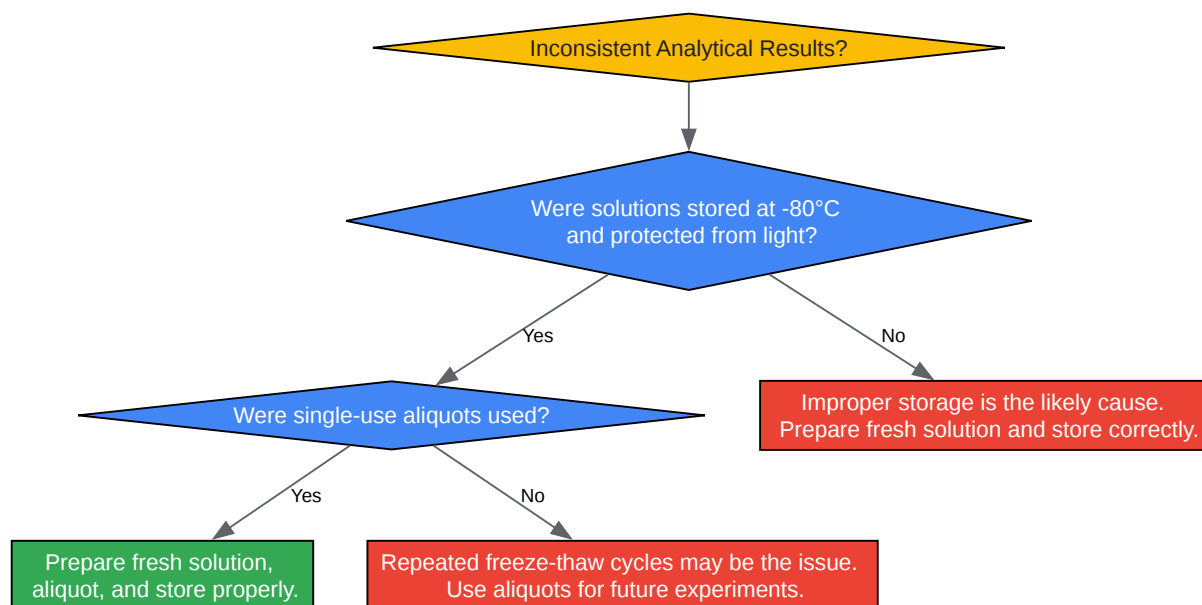 Inconsistent Analytical Results?
Were solutions stored at -80°C
and protected from light?
Yes
No
Were single-use aliquots used?
Improper storage is the likely cause.
Prepare fresh solution and store correctly.
Yes
No
Prepare fresh solution,
aliquot, and store properly.
Repeated freeze-thaw cycles may be the issue.
Use aliquots for future experiments.